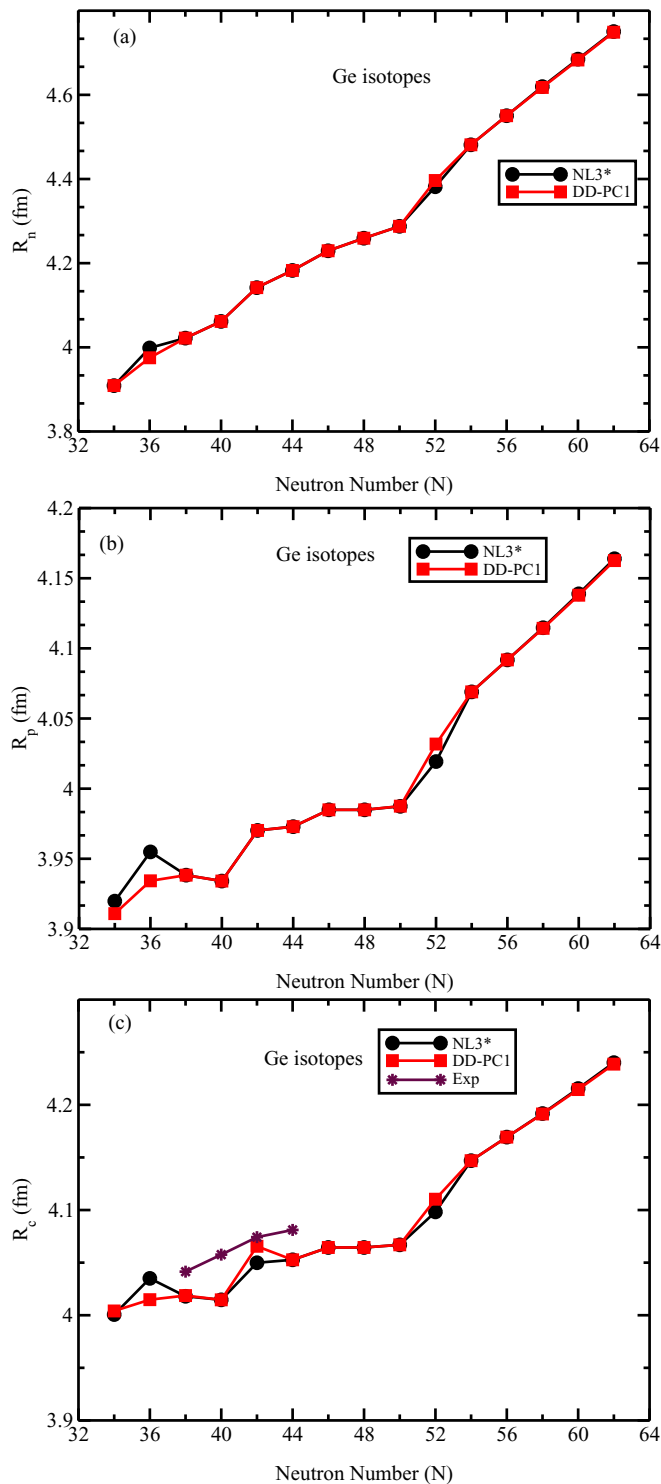 (a)
Ge isotopes
4.6
4.4
4.2
4
3.8
R_n (fm)
NL3*
DD-PC1
32 36 40 44 48 52 56 60 64
Neutron Number (N)
(b)
Ge isotopes
4.2
4.15
4.1
4.05
4
3.95
3.9
R_p (fm)
NL3*
DD-PC1
32 36 40 44 48 52 56 60 64
Neutron Number (N)
(c)
Ge isotopes
4.2
4.1
4
3.9
R_c (fm)
NL3*
DD-PC1
Exp
32 36 40 44 48 52 56 60 64
Neutron Number (N)